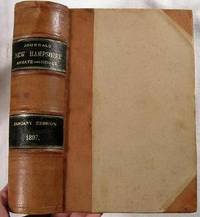 JOURNALS
NEW HAMPSHIRE
SENATE AND HOUSE
JANUARY SESSION
1897.